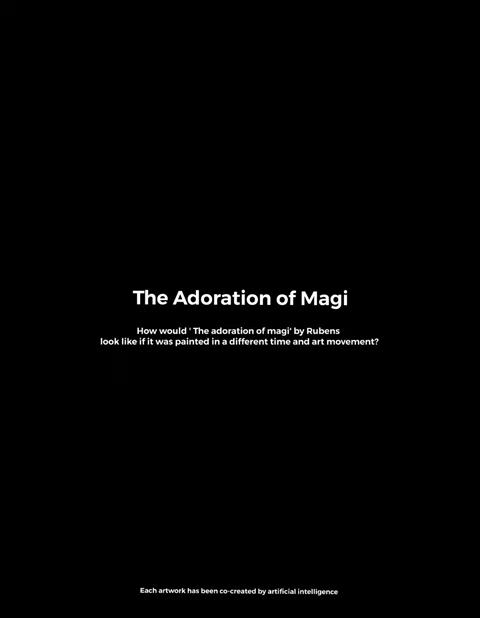 The Adoration of Magi
How would ' The adoration of magi' by Rubens
look like if it was painted in a different time and art movement?
Each artwork has been co-created by artificial intelligence